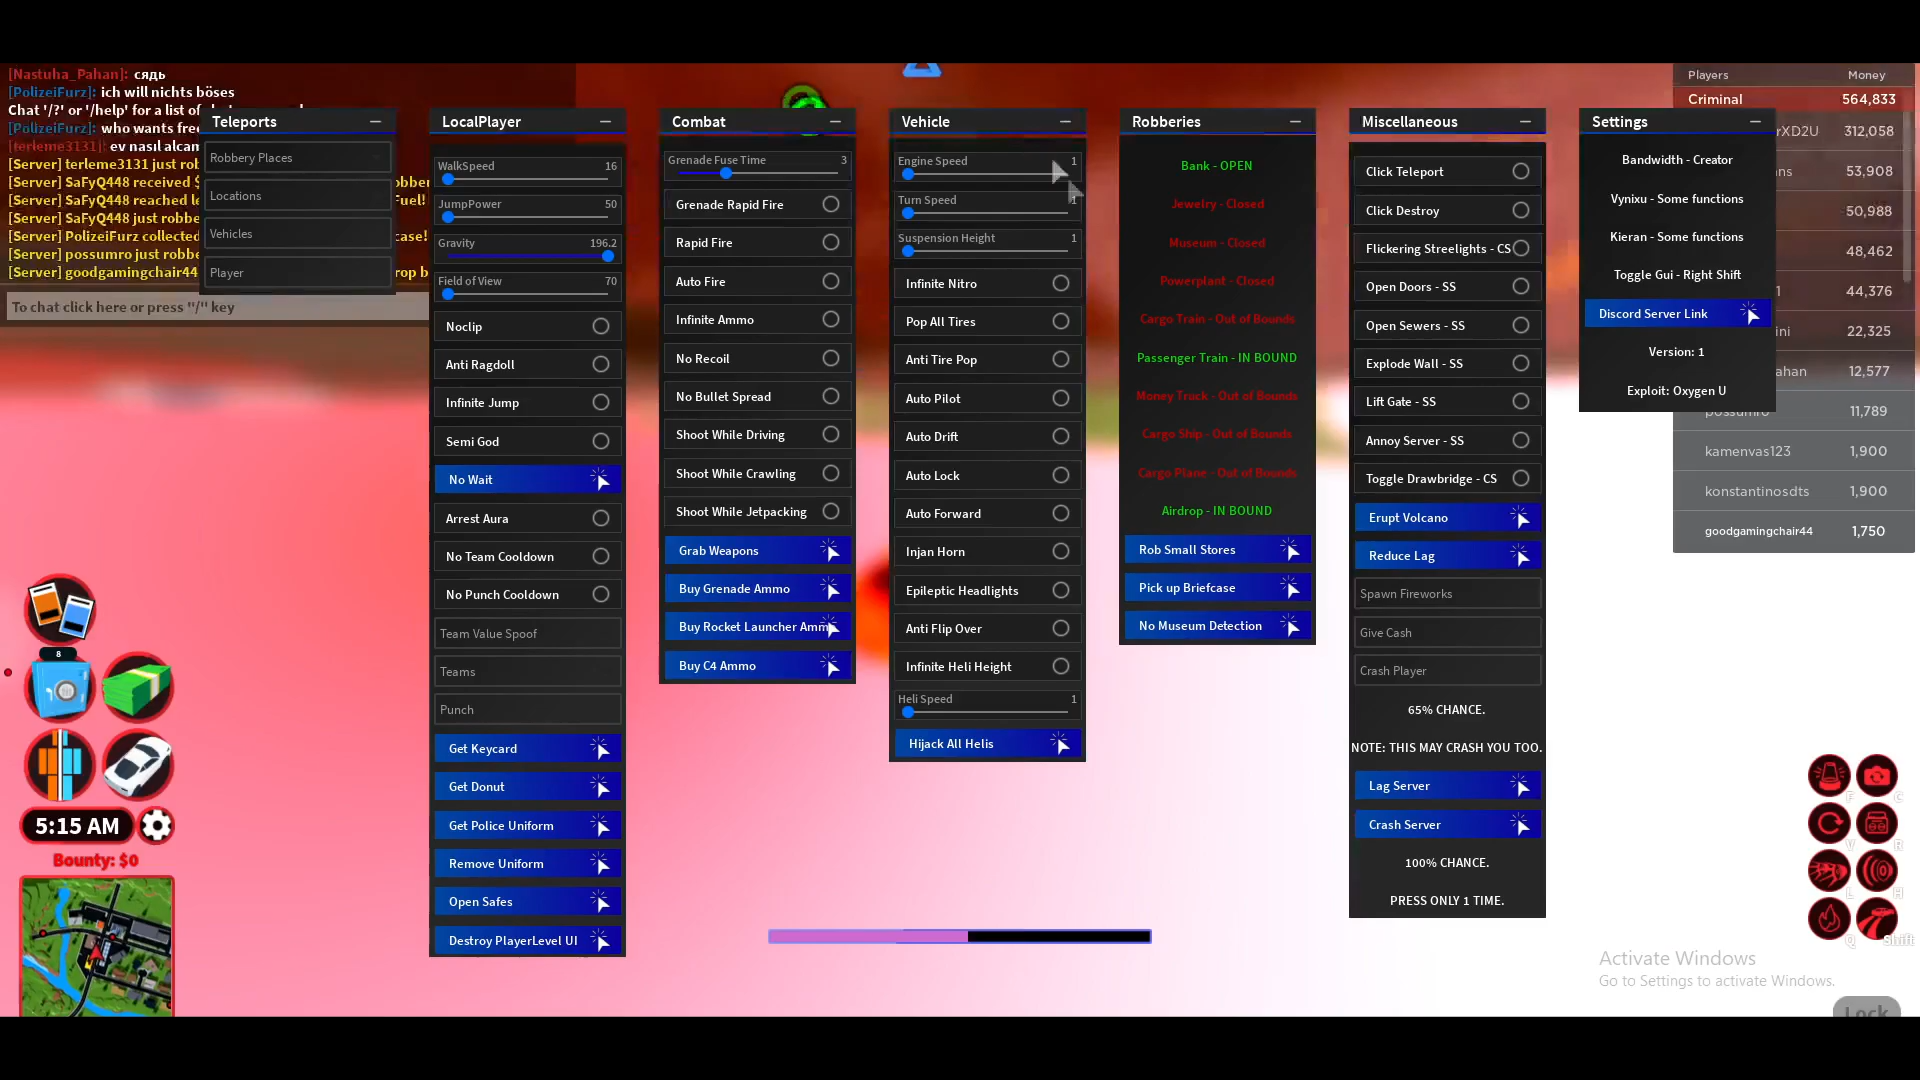 [Nastuha_Pahan]: сядь
[PolizeiFurz]: ich will nichts böses
Chat '/?' or '/help' for a list of
[PolizeiFurz]: who wants fre
[terleme3131]: ev nasıl alcam
[Server] terleme3131 just rob
[Server] SaFyQ448 received
[Server] SaFyQ448 reached le
Fuel!
[Server] SaFyQ448 just robbe
[Server] PolizeiFurz collected
case!
[Server] possumro just robbe
[Server] goodgamingchair44
rop b
To chat click here or press "/" key
Teleports
Robbery Places
Locations
Vehicles
Player
LocalPlayer
WalkSpeed 16
JumpPower 50
Gravity 196.2
Field of View 70
Noclip
Anti Ragdoll
Infinite Jump
Semi God
No Wait
Arrest Aura
No Team Cooldown
No Punch Cooldown
Team Value Spoof
Teams
Punch
Get Keycard
Get Donut
Get Police Uniform
Remove Uniform
Open Safes
Destroy PlayerLevel UI
Combat
Grenade Fuse Time 3
Grenade Rapid Fire
Rapid Fire
Auto Fire
Infinite Ammo
No Recoil
No Bullet Spread
Shoot While Driving
Shoot While Crawling
Shoot While Jetpacking
Grab Weapons
Buy Grenade Ammo
Buy Rocket Launcher Amm
Buy C4 Ammo
Vehicle
Engine Speed 1
Turn Speed 1
Suspension Height 1
Infinite Nitro
Pop All Tires
Anti Tire Pop
Auto Pilot
Auto Drift
Auto Lock
Auto Forward
Injan Horn
Epileptic Headlights
Anti Flip Over
Infinite Heli Height
Heli Speed 1
Hijack All Helis
Robberies
Bank - OPEN
Jewelry - Closed
Museum - Closed
Powerplant - Closed
Cargo Train - Out of Bounds
Passenger Train - IN BOUND
Money Truck - Out of Bounds
Cargo Ship - Out of Bounds
Cargo Plane - Out of Bounds
Airdrop - IN BOUND
Rob Small Stores
Pick up Briefcase
No Museum Detection
Miscellaneous
Click Teleport
Click Destroy
Flickering Streelights - CS
Open Doors - SS
Open Sewers - SS
Explode Wall - SS
Lift Gate - SS
Annoy Server - SS
Toggle Drawbridge - CS
Erupt Volcano
Reduce Lag
Spawn Fireworks
Give Cash
Crash Player
65% CHANCE.
NOTE: THIS MAY CRASH YOU TOO.
Lag Server
Crash Server
100% CHANCE.
PRESS ONLY 1 TIME.
Settings
Bandwidth - Creator
Vynixu - Some functions
Kieran - Some functions
Toggle Gui - Right Shift
Discord Server Link
Version: 1
Exploit: Oxygen U
Players Money
Criminal 564,833
rXD2U 312,058
ns 53,908
50,988
48,462
1 44,376
ini 22,325
ahan 12,577
possumro 11,789
kamenvas123 1,900
konstantinosdts 1,900
goodgamingchair44 1,750
8
5:15 AM
Bounty: $0
F
C
V
R
L
H
Q
Shift
Activate Windows
Go to Settings to activate Windows.
Lock